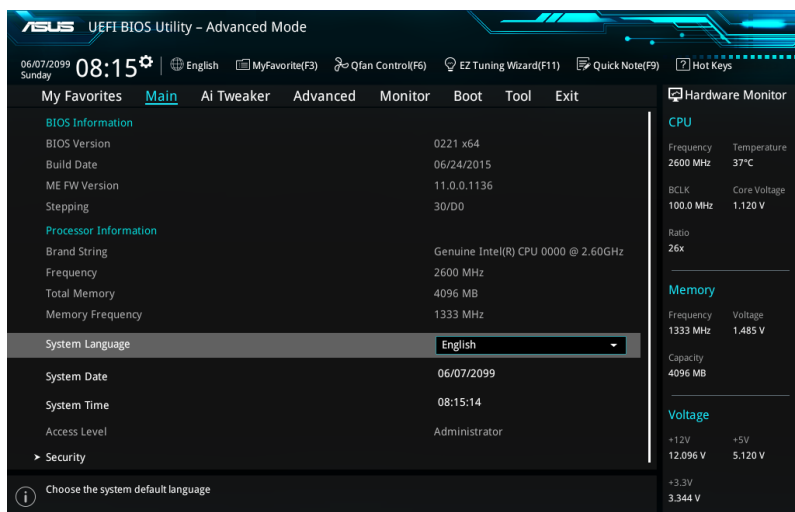 ASUS UEFI BIOS Utility – Advanced Mode
06/07/2099
Sunday
08:15
English MyFavorite(F3) Qfan Control(F6) EZ Tuning Wizard(F11) Quick Note(F9) ? Hot Keys
My Favorites Main Ai Tweaker Advanced Monitor Boot Tool Exit
BIOS Information
BIOS Version 0221 x64
Build Date 06/24/2015
ME FW Version 11.0.0.1136
Stepping 30/D0
Processor Information
Brand String Genuine Intel(R) CPU 0000 @ 2.60GHz
Frequency 2600 MHz
Total Memory 4096 MB
Memory Frequency 1333 MHz
System Language English
System Date 06/07/2099
System Time 08:15:14
Access Level Administrator
> Security
i Choose the system default language
Hardware Monitor
CPU
Frequency Temperature
2600 MHz 37°C
BCLK Core Voltage
100.0 MHz 1.120 V
Ratio
26x
Memory
Frequency Voltage
1333 MHz 1.485 V
Capacity
4096 MB
Voltage
+12V +5V
12.096 V 5.120 V
+3.3V
3.344 V